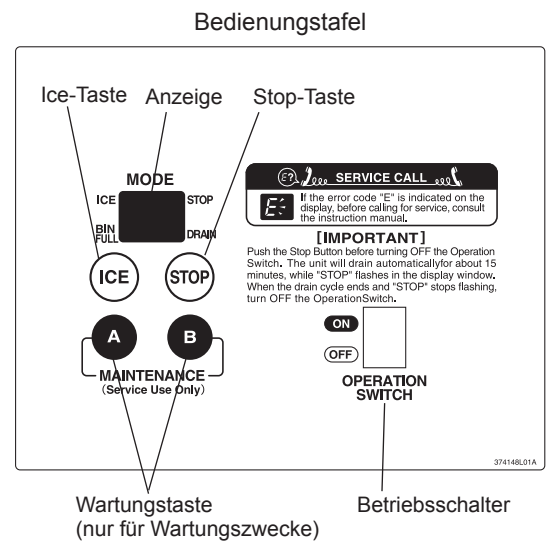 Bedienungstafel
Ice-Taste Anzeige Stop-Taste
MODE
ICE STOP
BIN FULL DRAIN
ICE STOP
A B
MAINTENANCE
(Service Use Only)
E? SERVICE CALL
E
If the error code "E" is indicated on the
display, before calling for service, consult
the instruction manual.
[IMPORTANT]
Push the Stop Button before turning OFF the Operation
Switch. The unit will drain automaticallyfor about 15
minutes, while "STOP" flashes in the display window.
When the drain cycle ends and "STOP" stops flashing,
turn OFF the OperationSwitch.
ON
OFF
OPERATION
SWITCH
374148L01A
Wartungstaste
(nur für Wartungszwecke)
Betriebsschalter